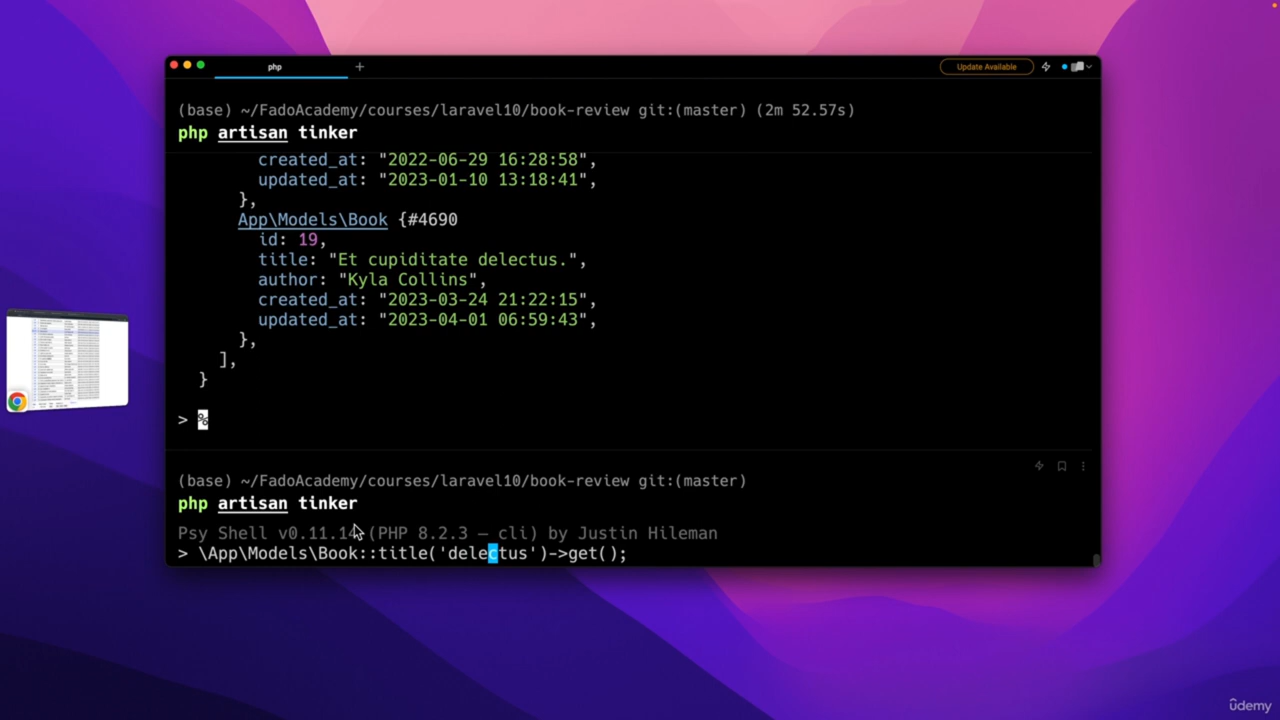 php
+
Update Available
(base) ~/FadoAcademy/courses/laravel10/book-review git:(master) (2m 52.57s)
php artisan tinker
created_at: "2022-06-29 16:28:58",
updated_at: "2023-01-10 13:18:41",
},
App\Models\Book {#4690
id: 19,
title: "Et cupiditate delectus.",
author: "Kyla Collins",
created_at: "2023-03-24 21:22:15",
updated_at: "2023-04-01 06:59:43",
},
],
}
> %
(base) ~/FadoAcademy/courses/laravel10/book-review git:(master)
php artisan tinker
Psy Shell v0.11.14 (PHP 8.2.3 — cli) by Justin Hileman
> \App\Models\Book::title('delectus')->get();
ûdemy